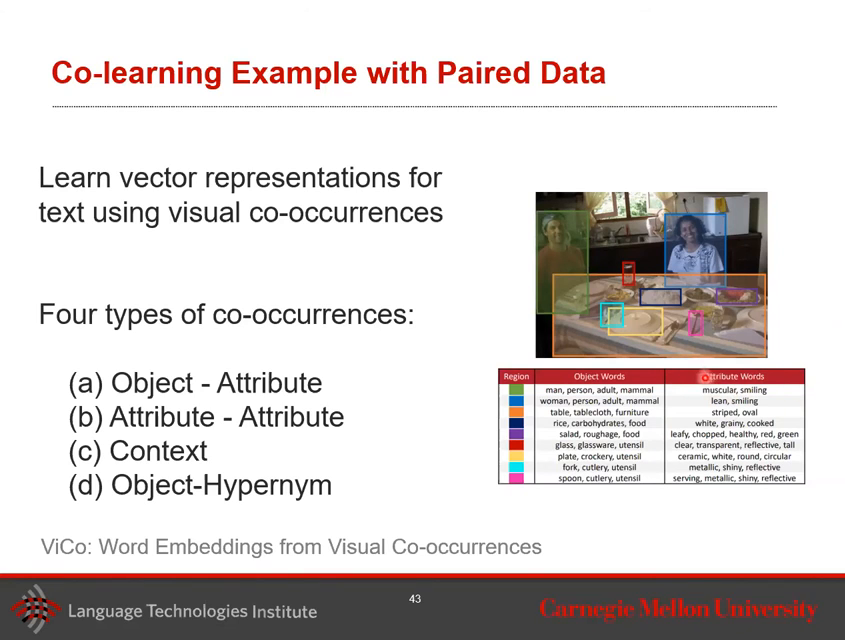 Co-learning Example with Paired Data
Learn vector representations for
text using visual co-occurrences
Four types of co-occurrences:
(a) Object - Attribute
(b) Attribute - Attribute
(c) Context
(d) Object-Hypernym
Region Object Words Attribute Words
man, person, adult, mammal muscular, smiling
woman, person, adult, mammal lean, smiling
table, tablecloth, furniture striped, oval
rice, carbohydrates, food white, grainy, cooked
salad, roughage, food leafy, chopped, healthy, red, green
glass, glassware, utensil clear, transparent, reflective, tall
plate, crockery, utensil ceramic, white, round, circular
fork, cutlery, utensil metallic, shiny, reflective
spoon, cutlery, utensil serving, metallic, shiny, reflective
ViCo: Word Embeddings from Visual Co-occurrences
Language Technologies Institute
43
Carnegie Mellon University